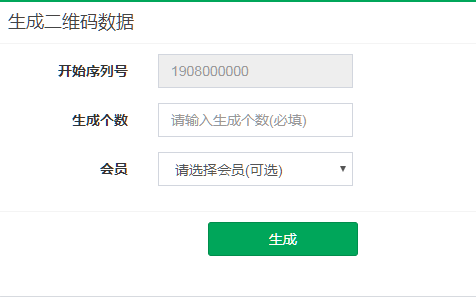 生成二维码数据
开始序列号 1908000000
生成个数 请输入生成个数(必填)
会员 请选择会员(可选)
生成